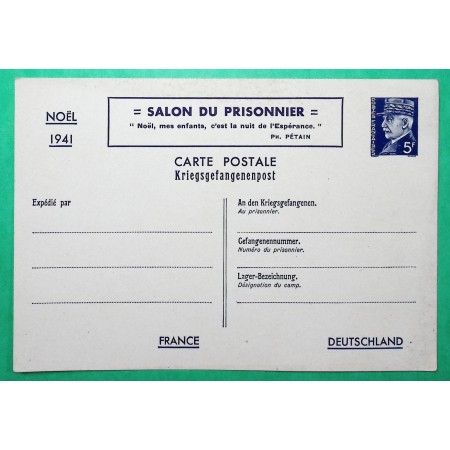 NOËL
1941
= SALON DU PRISONNIER =
" Noël, mes enfants, c'est la nuit de l'Espérance. "
PH. PÉTAIN
5F
CARTE POSTALE
Kriegsgefangenenpost
Expédié par
An den Kriegsgefangenen.
Au prisonnier.
Gefangenennummer.
Numéro du prisonnier.
Lager-Bezeichnung.
Désignation du camp.
FRANCE
DEUTSCHLAND